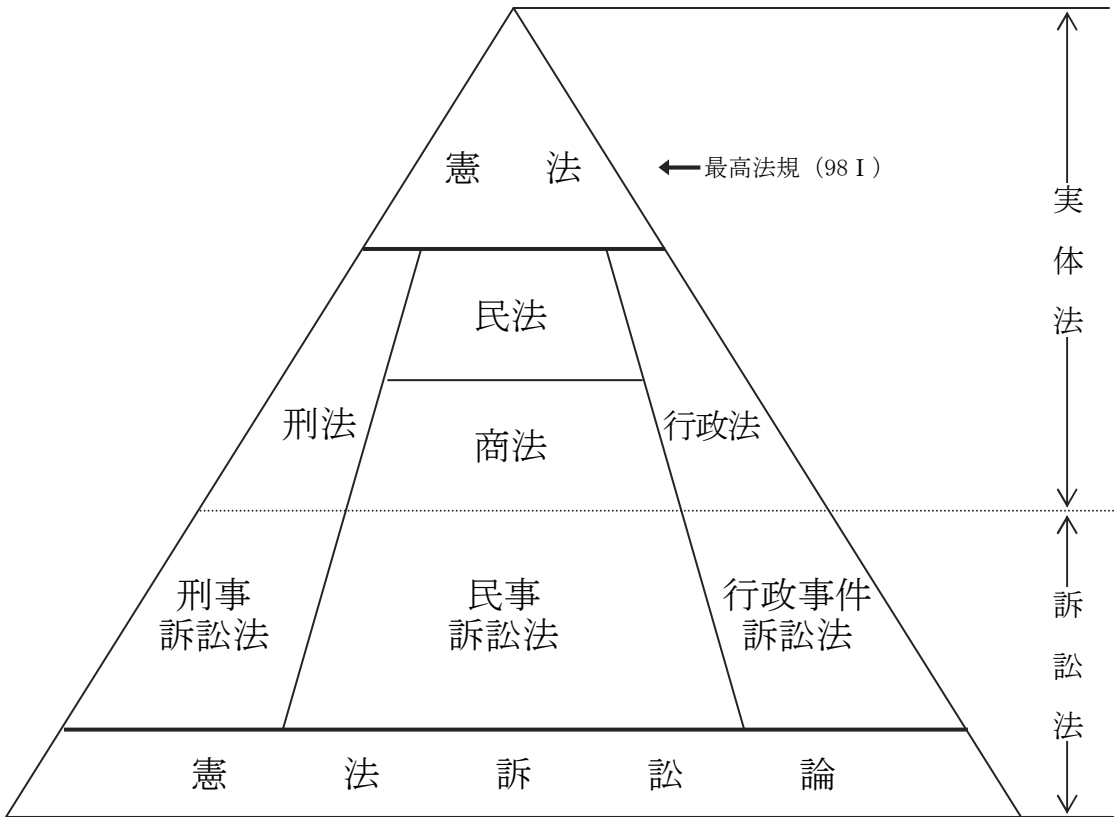 憲　法
最高法規（98Ⅰ）
実体法
民法
刑法
商法
行政法
刑事
訴訟法
民事
訴訟法
行政事件
訴訟法
訴訟法
憲法訴訟論